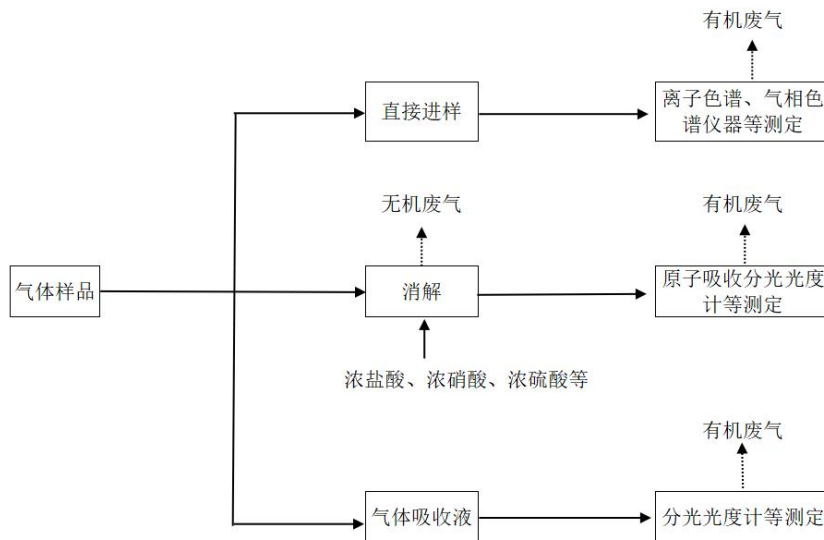 有机废气
直接进样
离子色谱、气相色
谱仪器等测定
无机废气
有机废气
气体样品
消解
原子吸收分光光度
计等测定
浓盐酸、浓硝酸、浓硫酸等
有机废气
气体吸收液
分光光度计等测定